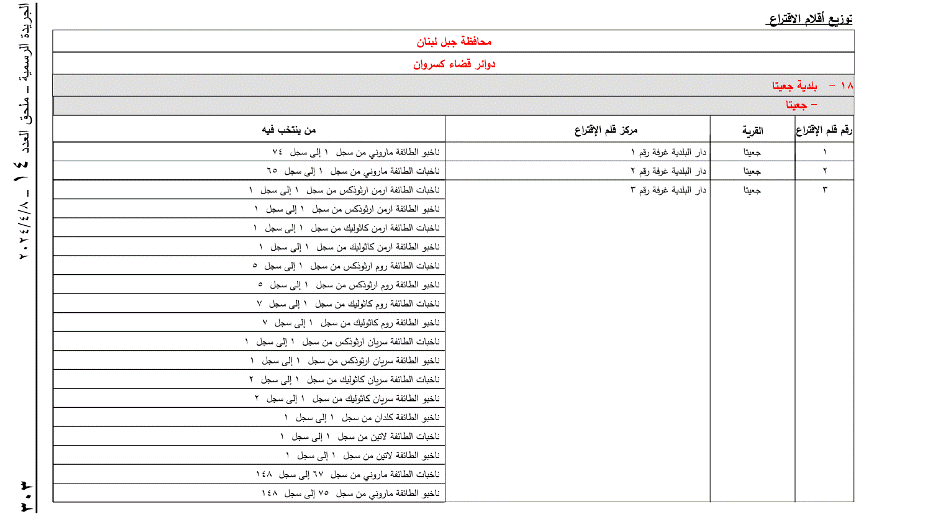 توزيع أقلام الاقتراع
محافظة جبل لبنان
دوائر قضاء كسروان
١٨ - بلدية جعيتا
- جعيتا
رقم قلم الإقتراع القرية مركز قلم الإقتراع من ينتخب فيه
١ جعيتا دار البلدية غرفة رقم ١ ناخبو الطائفة ماروني من سجل ١ إلى سجل ٧٤
٢ جعيتا دار البلدية غرفة رقم ٢ ناخبات الطائفة ماروني من سجل ١ إلى سجل ٦٥
٣ جعيتا دار البلدية غرفة رقم ٣ ناخبات الطائفة ارمن ارثوذكس من سجل ١ إلى سجل ١
ناخبو الطائفة ارمن ارثوذكس من سجل ١ إلى سجل ١
ناخبات الطائفة ارمن كاثوليك من سجل ١ إلى سجل ١
ناخبو الطائفة ارمن كاثوليك من سجل ١ إلى سجل ١
ناخبات الطائفة روم ارثوذكس من سجل ١ إلى سجل ٥
ناخبو الطائفة روم ارثوذكس من سجل ١ إلى سجل ٥
ناخبات الطائفة روم كاثوليك من سجل ١ إلى سجل ٧
ناخبو الطائفة روم كاثوليك من سجل ١ إلى سجل ٧
ناخبات الطائفة سريان ارثوذكس من سجل ١ إلى سجل ١
ناخبو الطائفة سريان ارثوذكس من سجل ١ إلى سجل ١
ناخبات الطائفة سريان كاثوليك من سجل ١ إلى سجل ٢
ناخبو الطائفة سريان كاثوليك من سجل ١ إلى سجل ٢
ناخبو الطائفة كلدان من سجل ١ إلى سجل ١
ناخبات الطائفة لاتين من سجل ١ إلى سجل ١
ناخبو الطائفة لاتين من سجل ١ إلى سجل ١
ناخبات الطائفة ماروني من سجل ٦٧ إلى سجل ١٤٨
ناخبو الطائفة ماروني من سجل ٧٥ إلى سجل ١٤٨
الجريدة الرسمية - ملحق العدد ١٤ - ٢٠٢٤/٤/٨
٣٠٣